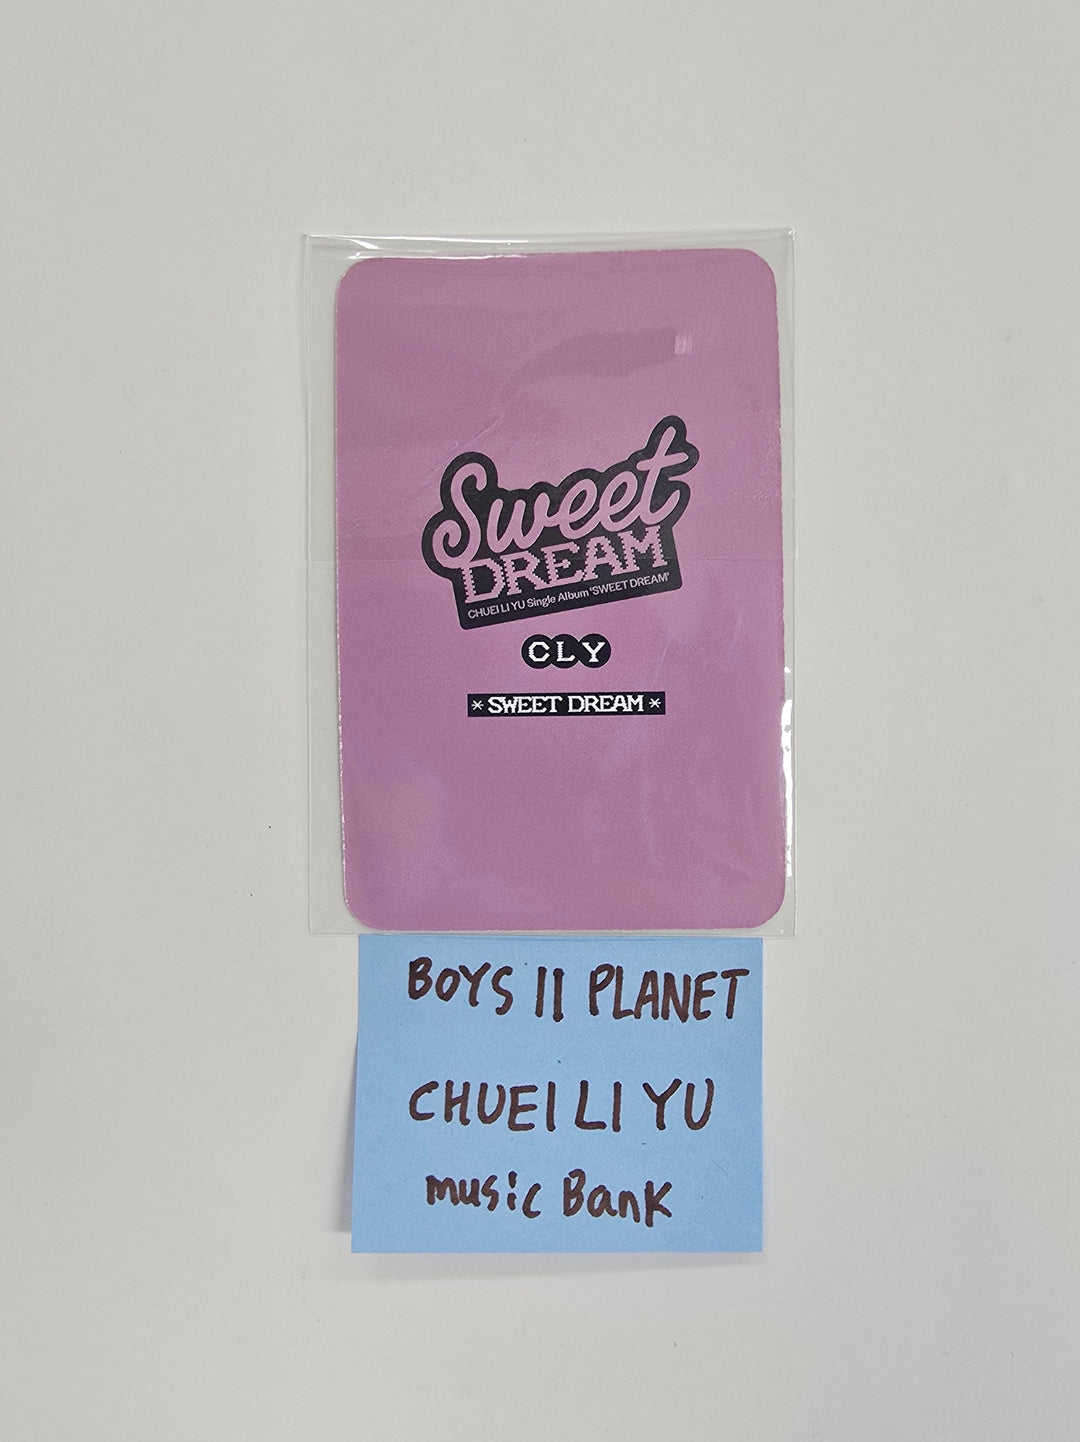 Sweet
DREAM
CHUEI LI YU Single Album 'SWEET DREAM'
CLY
* SWEET DREAM *
BOYS II PLANET
CHUEI LI YU
music Bank